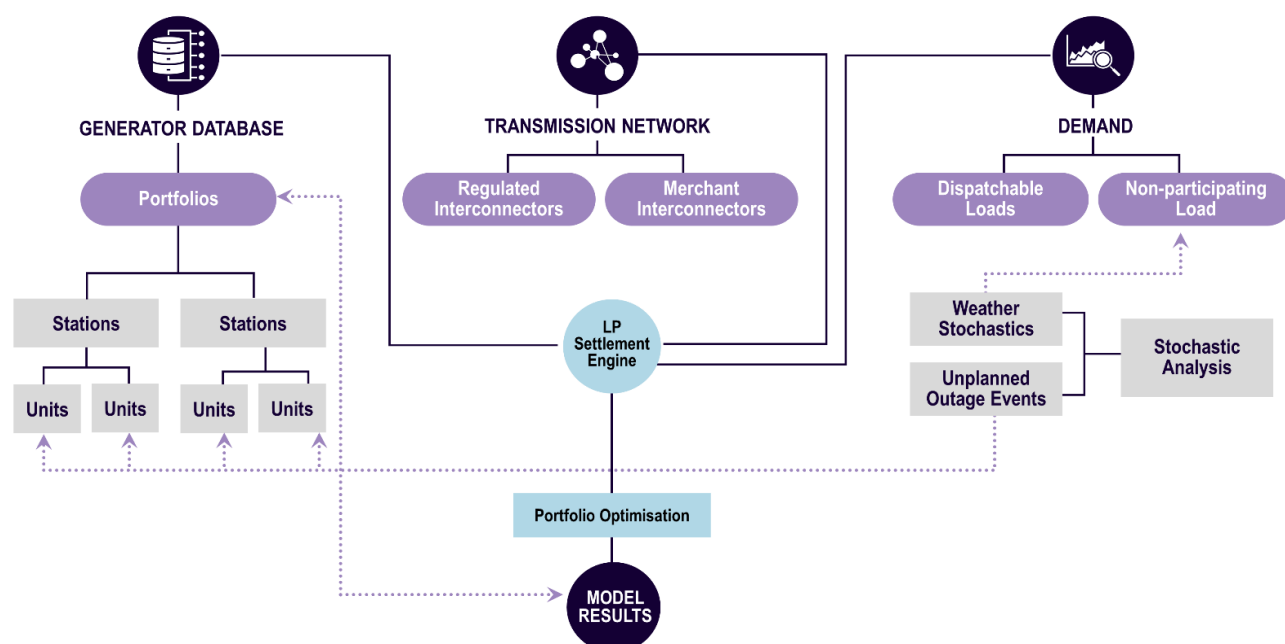 GENERATOR DATABASE
TRANSMISSION NETWORK
DEMAND
Portfolios
Regulated
Interconnectors
Merchant
Interconnectors
Dispatchable
Loads
Non-participating
Load
Stations
Stations
Units
Units
Units
Units
LP
Settlement
Engine
Weather
Stochastics
Unplanned
Outage Events
Stochastic
Analysis
Portfolio Optimisation
MODEL
RESULTS